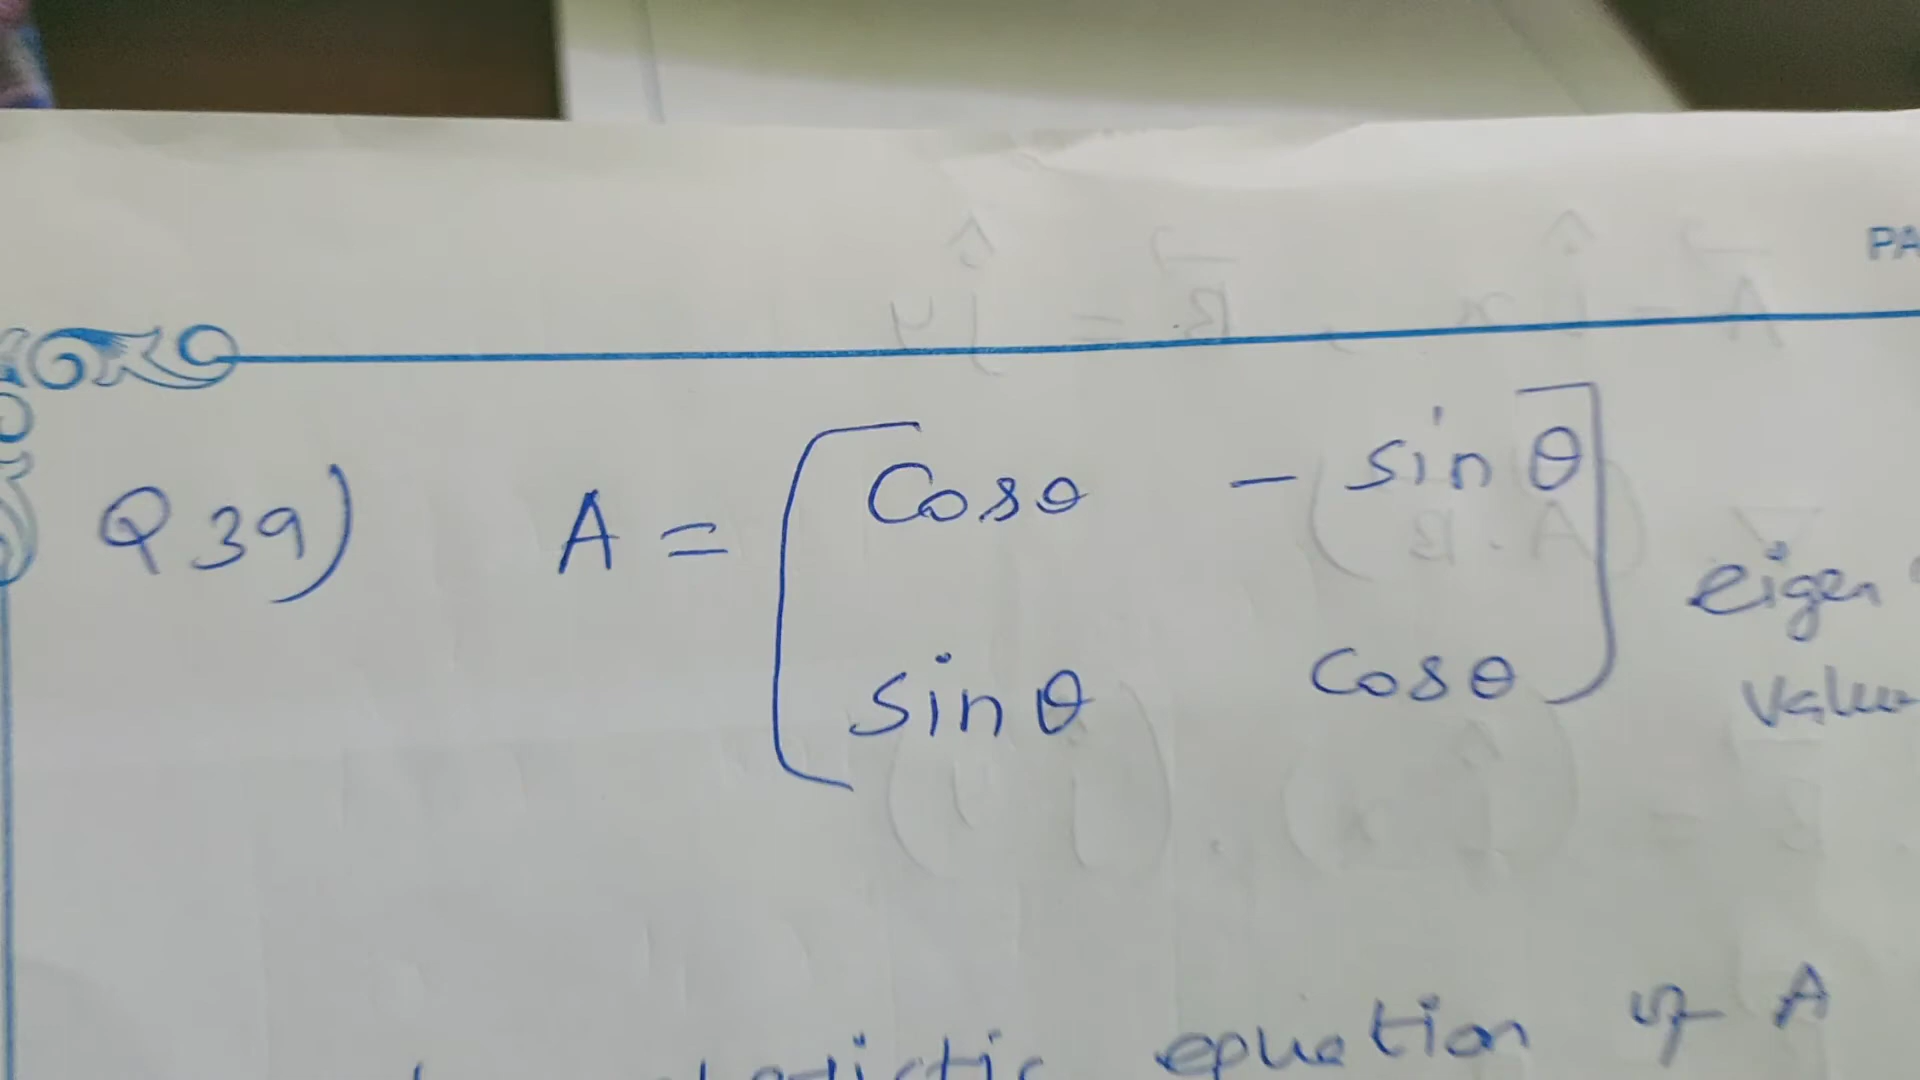 PA
Q39) A = [ Cosθ - sinθ
sinθ Cosθ ] eigen
value
equation of A